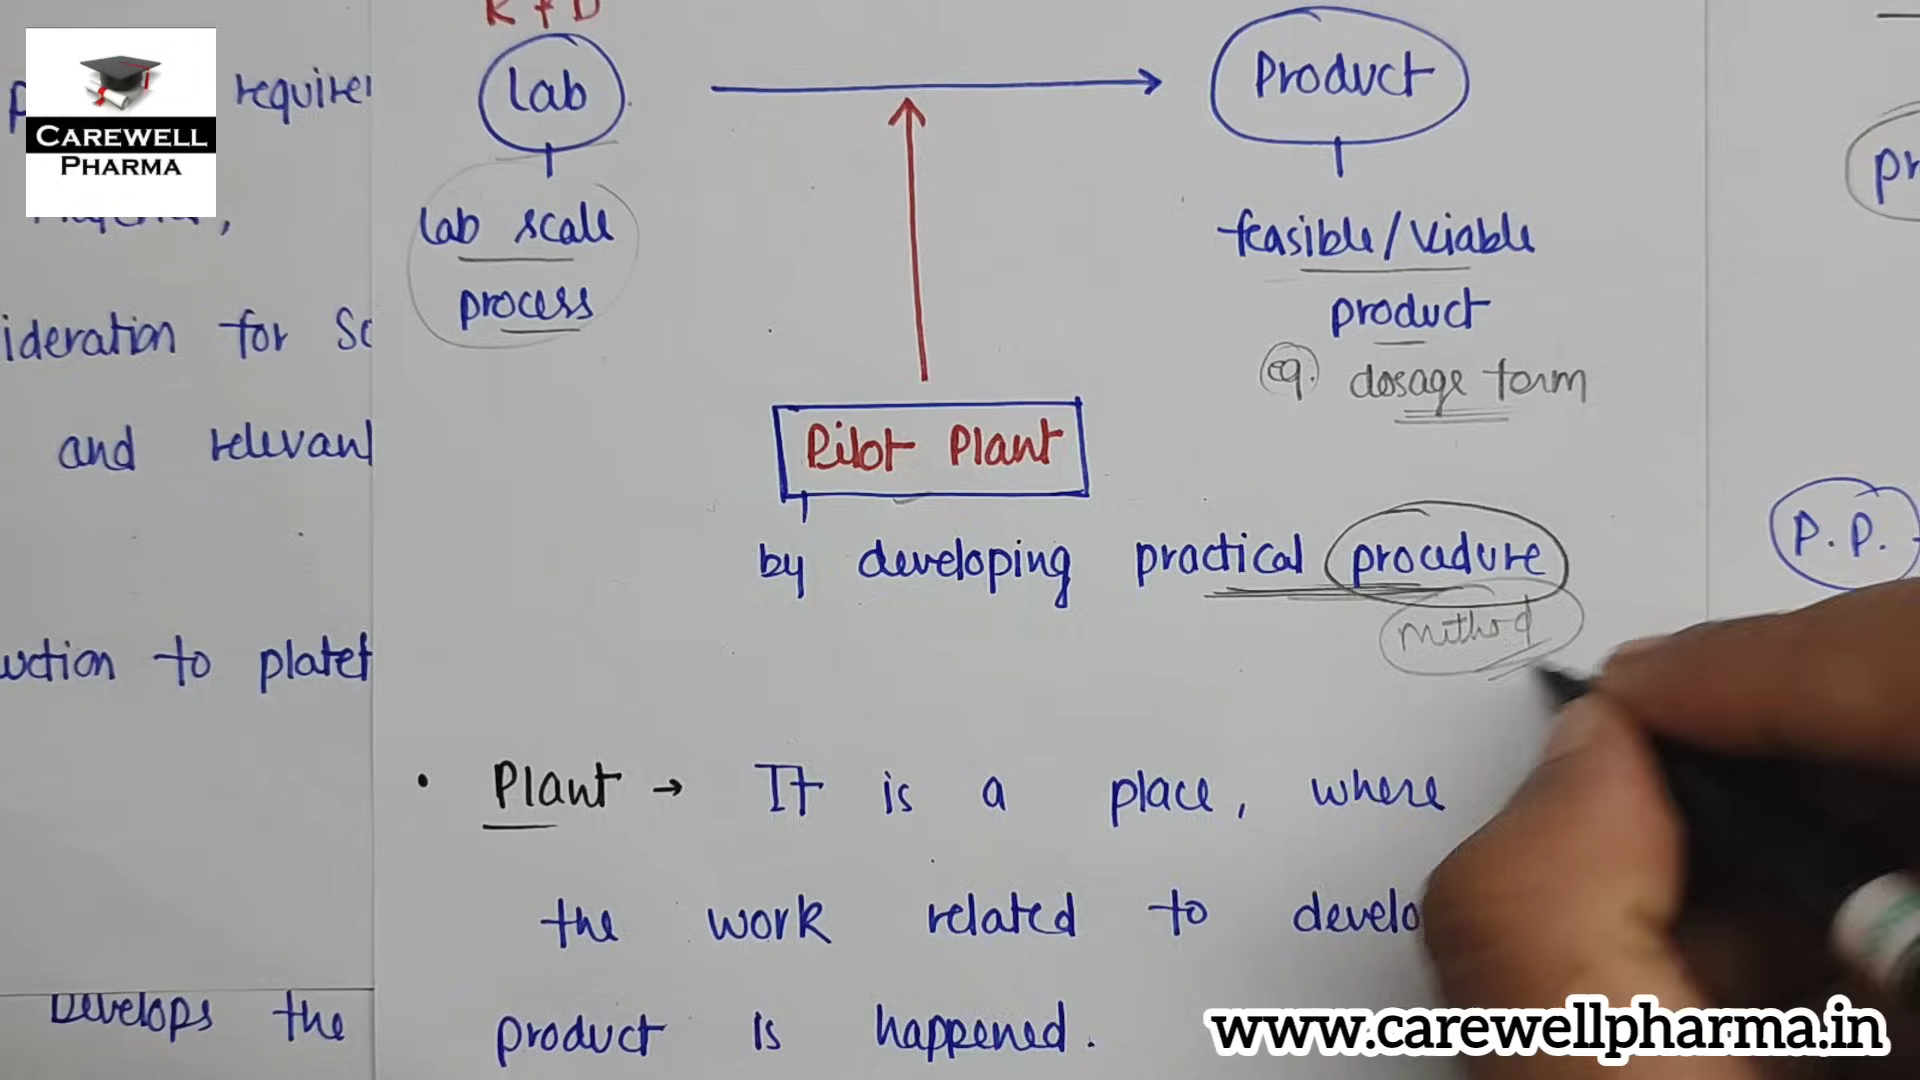 R & D
Lab
Product
CAREWELL
PHARMA
requirem
lab scale
process
feasible/viable
product
eg. dosage form
ideration for Sc
and relevant
Pilot Plant
by developing practical procedure
method
P.P.
uction to platef
• Plant → It is a place, where
the work related to develo
product is happened.
Develops the
www.carewellpharma.in